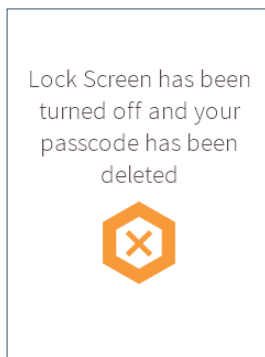 Lock Screen has been
turned off and your
passcode has been
deleted